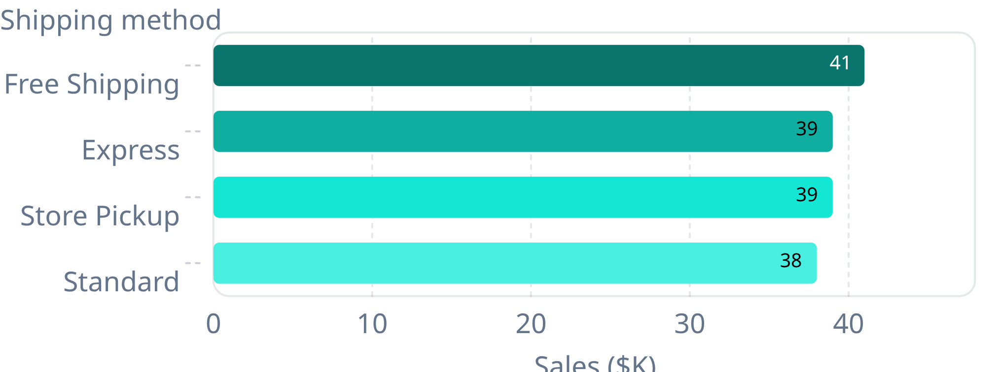 Shipping method
41
Free Shipping
39
Express
39
Store Pickup
38
Standard
0 10 20 30 40
Sales ($K)